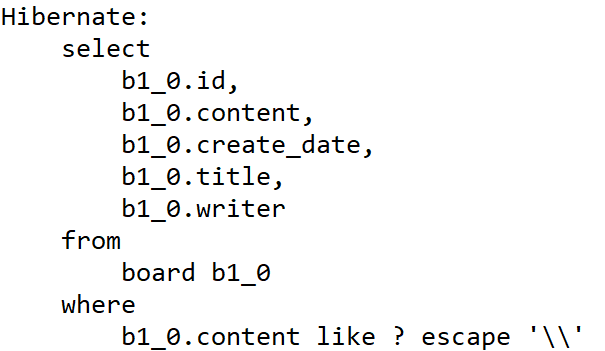 Hibernate:
    select
        b1_0.id,
        b1_0.content,
        b1_0.create_date,
        b1_0.title,
        b1_0.writer
    from
        board b1_0
    where
        b1_0.content like ? escape '\\'